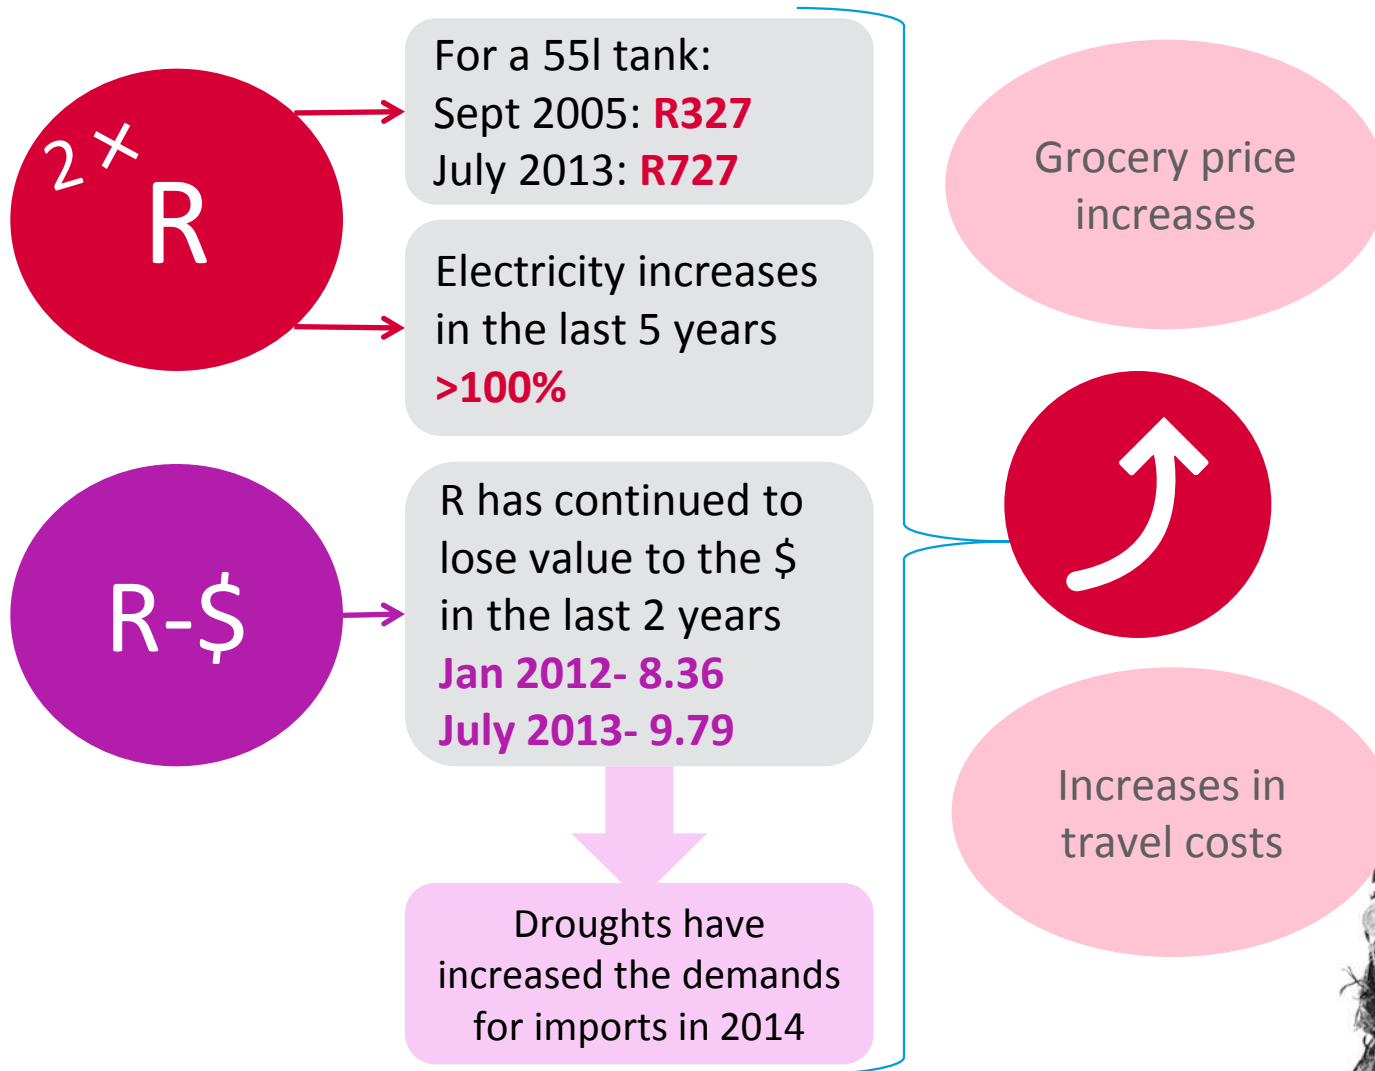 2 ×
R
For a 55l tank:
Sept 2005: R327
July 2013: R727
Electricity increases
in the last 5 years
>100%
R-$
R has continued to
lose value to the $
in the last 2 years
Jan 2012- 8.36
July 2013- 9.79
Droughts have
increased the demands
for imports in 2014
Grocery price
increases
Increases in
travel costs